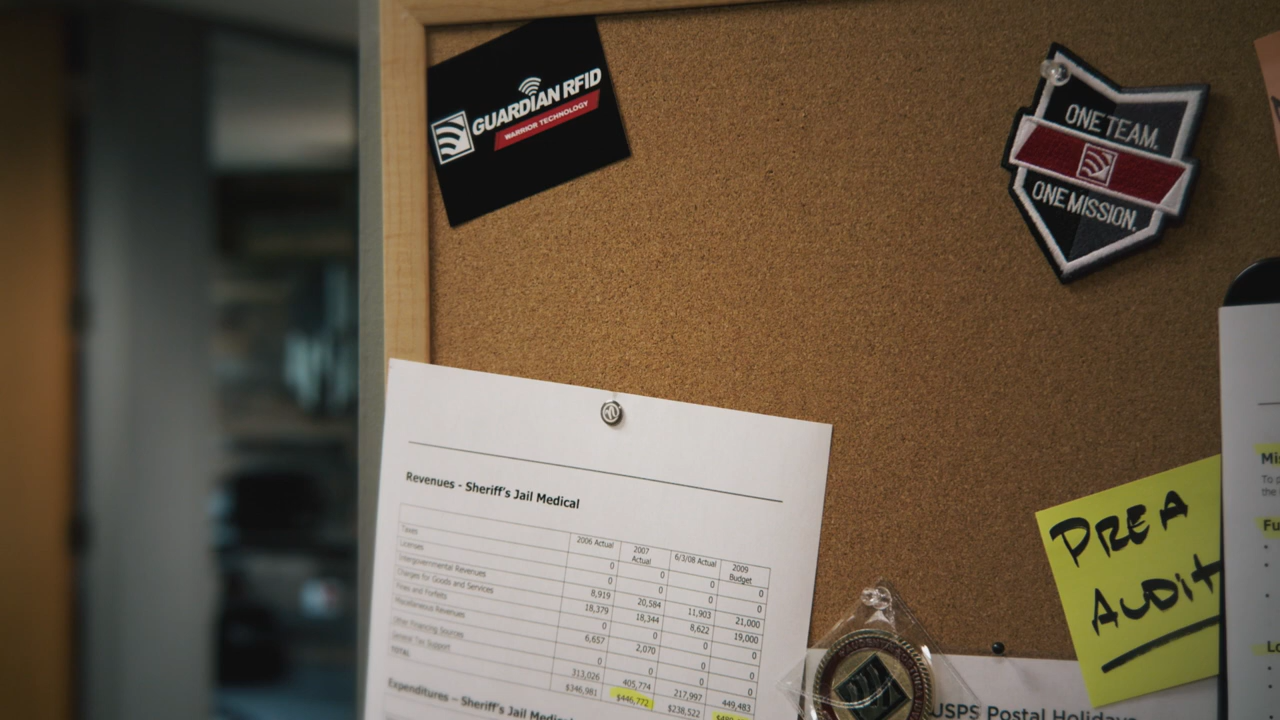 GUARDIAN RFID
WARRIOR TECHNOLOGY
ONE TEAM.
ONE MISSION.
Revenues - Sheriff's Jail Medical
2006 Actual 2007 Actual 6/3/08 Actual 2009 Budget
Taxes 0 0 0 0
Licenses 0 0 0 0
Intergovernmental Revenues 8,919 20,584 11,903 21,000
Charges for Goods and Services 18,379 18,344 8,622 19,000
Fines and Forfeits 0 0 0 0
Miscellaneous Revenues 6,657 2,070 0 0
Other Financing Sources 0 0 0 0
General Tax Support 313,026 405,774 217,997 449,483
TOTAL $346,981 $446,772 $238,522
Expenditures – Sheriff's Jail
PREA
AUDIT
USPS Postal Holidays